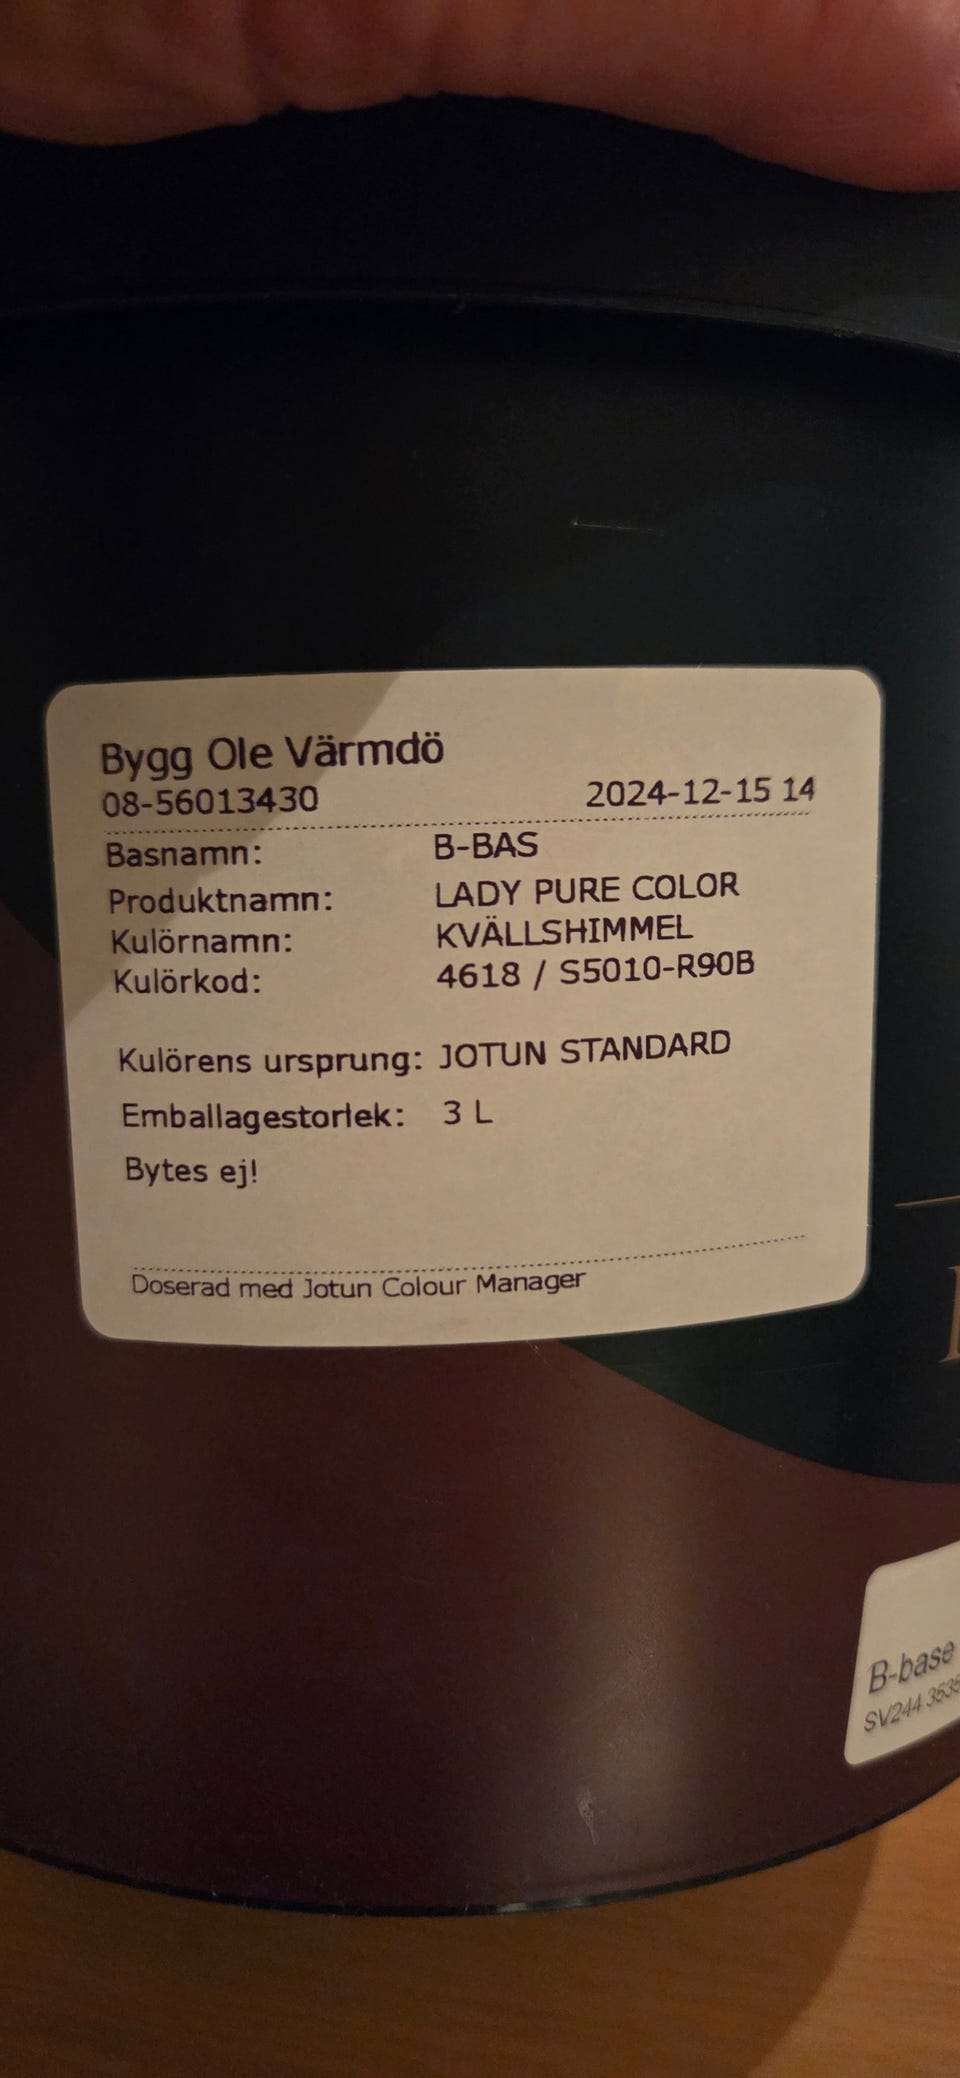 Bygg Ole Värmdö
08-56013430 2024-12-15 14
Basnamn: B-BAS
Produktnamn: LADY PURE COLOR
Kulörnamn: KVÄLLSHIMMEL
Kulörkod: 4618 / S5010-R90B
Kulörens ursprung: JOTUN STANDARD
Emballagestorlek: 3 L
Bytes ej!
Doserad med Jotun Colour Manager
B-base
SV244